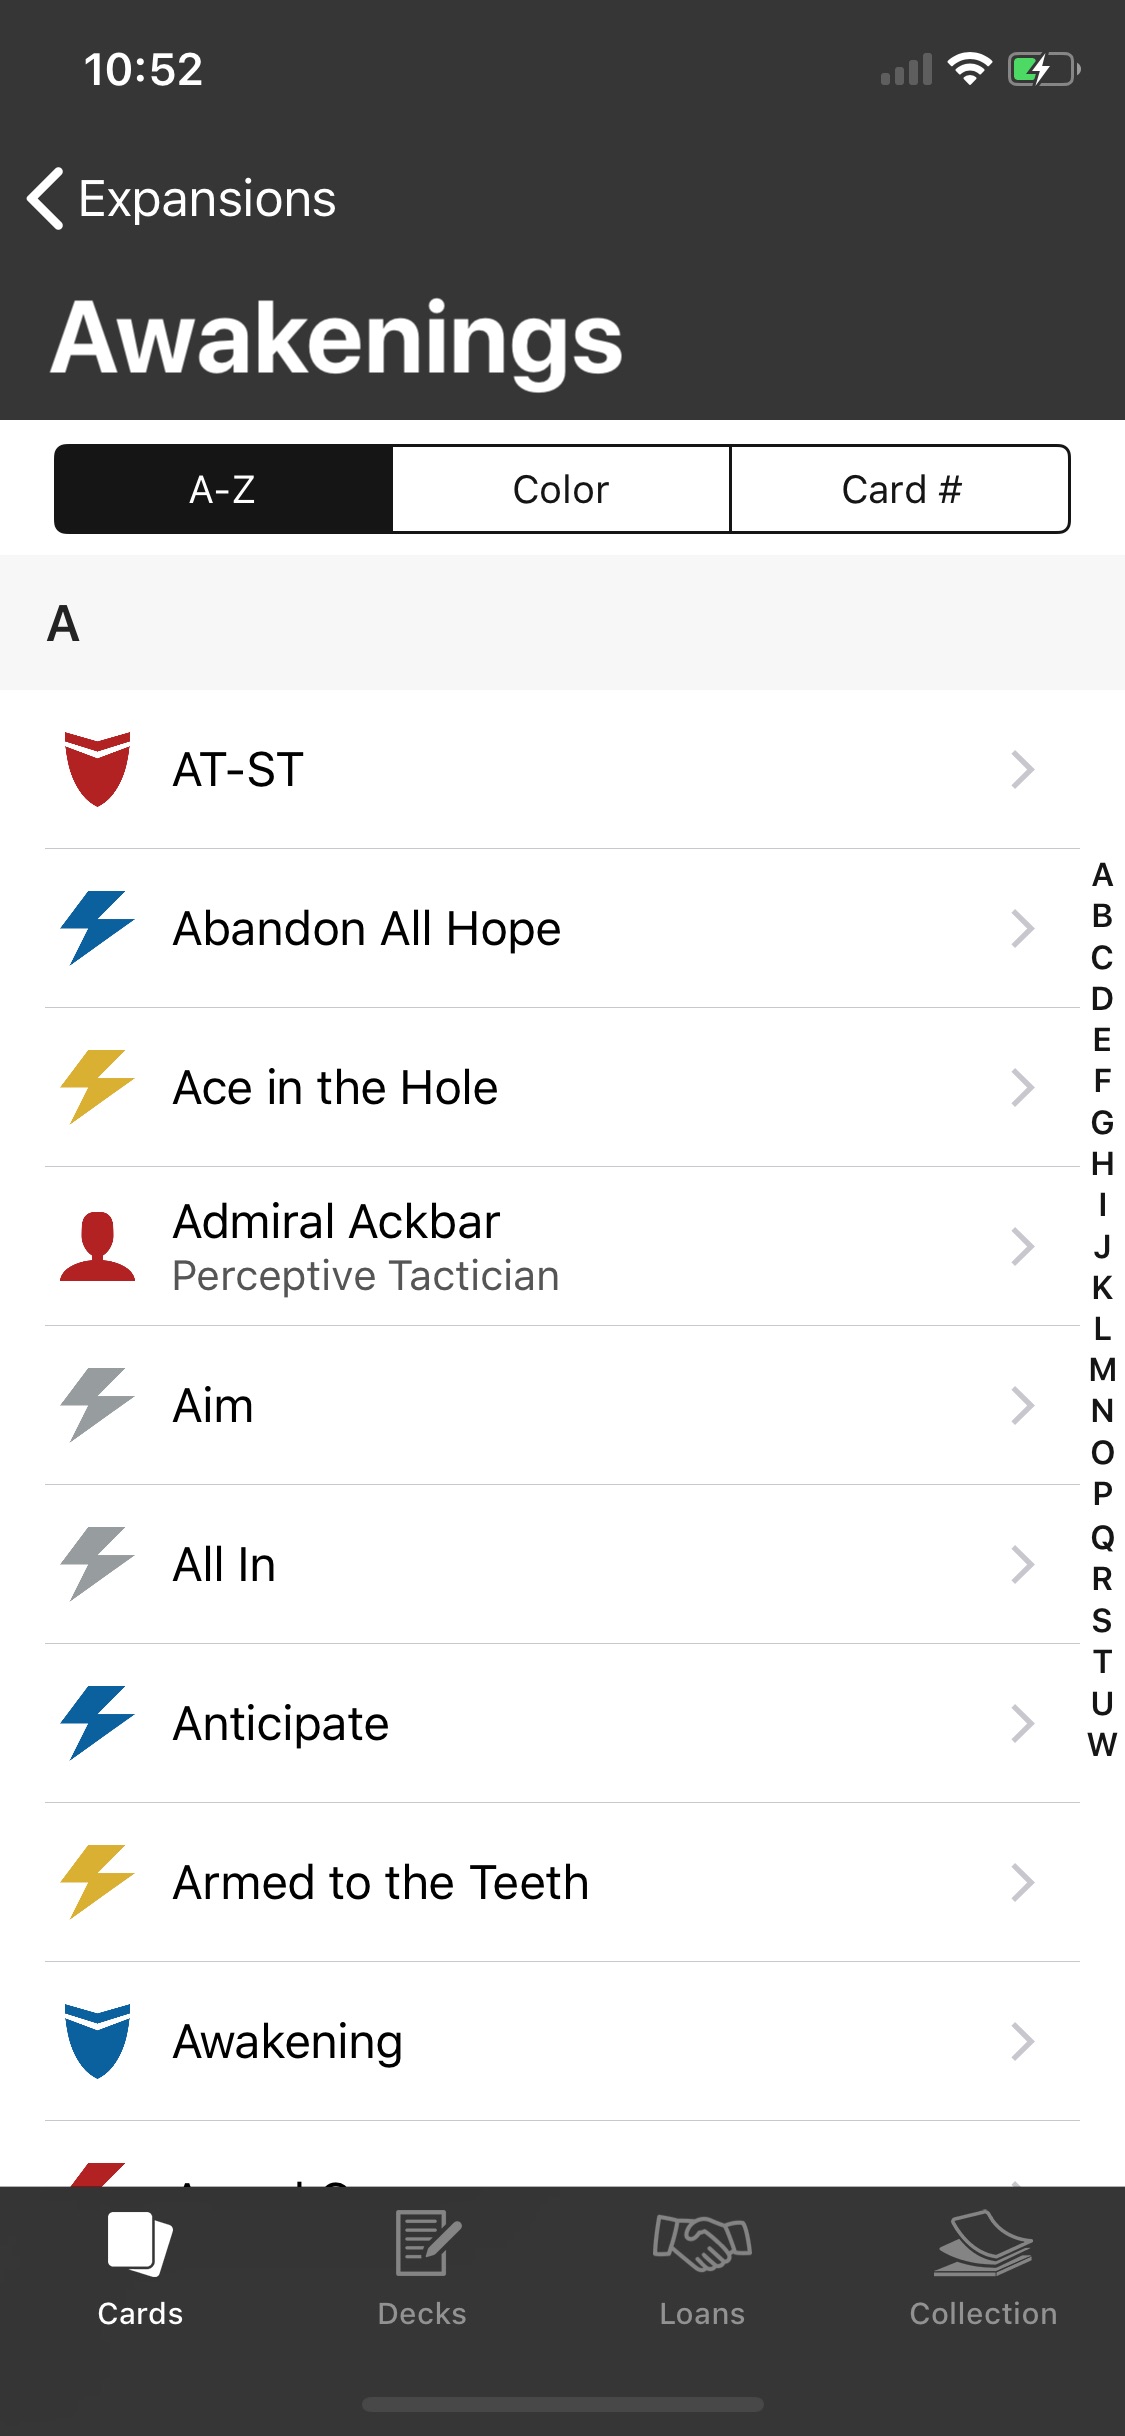 10:52
Expansions
Awakenings
A-Z
Color
Card #
A
AT-ST
Abandon All Hope
Ace in the Hole
Admiral Ackbar
Perceptive Tactician
Aim
All In
Anticipate
Armed to the Teeth
Awakening
A
B
C
D
E
F
G
H
I
J
K
L
M
N
O
P
Q
R
S
T
U
W
Cards
Decks
Loans
Collection